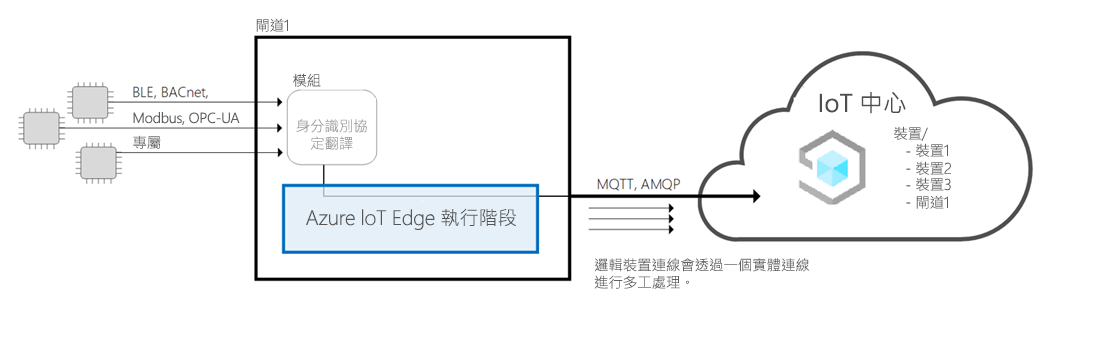 閘道1
模組
BLE, BACnet,
Modbus, OPC-UA
專屬
身分識別協
定翻譯
Azure IoT Edge 執行階段
MQTT, AMQP
邏輯裝置連線會透過一個實體連線
進行多工處理。
IoT 中心
裝置/
- 裝置1
- 裝置2
- 裝置3
- 閘道1